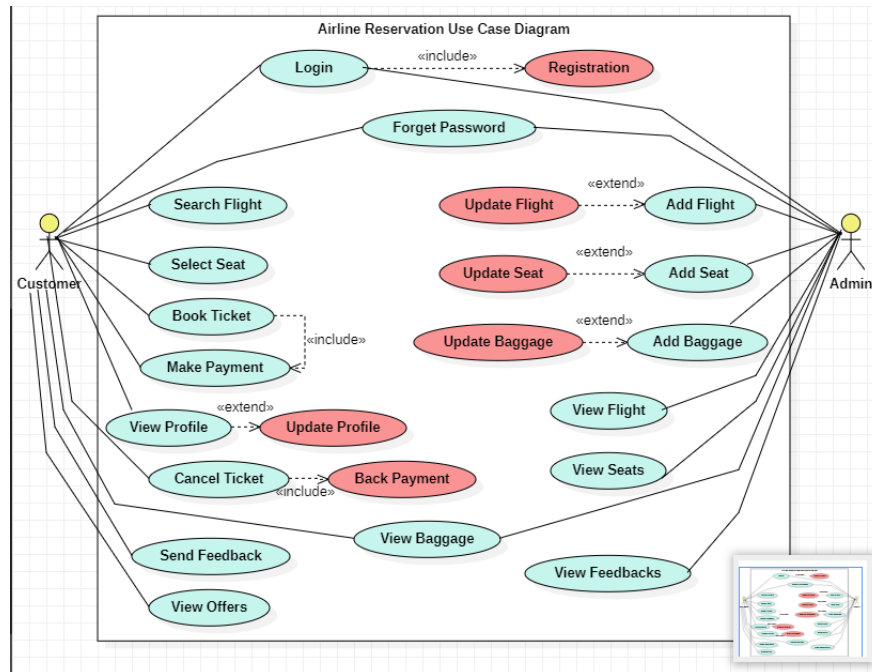 Airline Reservation Use Case Diagram
Login
«include»
Registration
Forget Password
Search Flight
Update Flight
«extend»
Add Flight
Customer
Admin
Select Seat
Update Seat
«extend»
Add Seat
Book Ticket
«include»
Make Payment
Update Baggage
«extend»
Add Baggage
View Profile
«extend»
Update Profile
View Flight
Cancel Ticket
«include»
Back Payment
View Seats
View Baggage
Send Feedback
View Feedbacks
View Offers